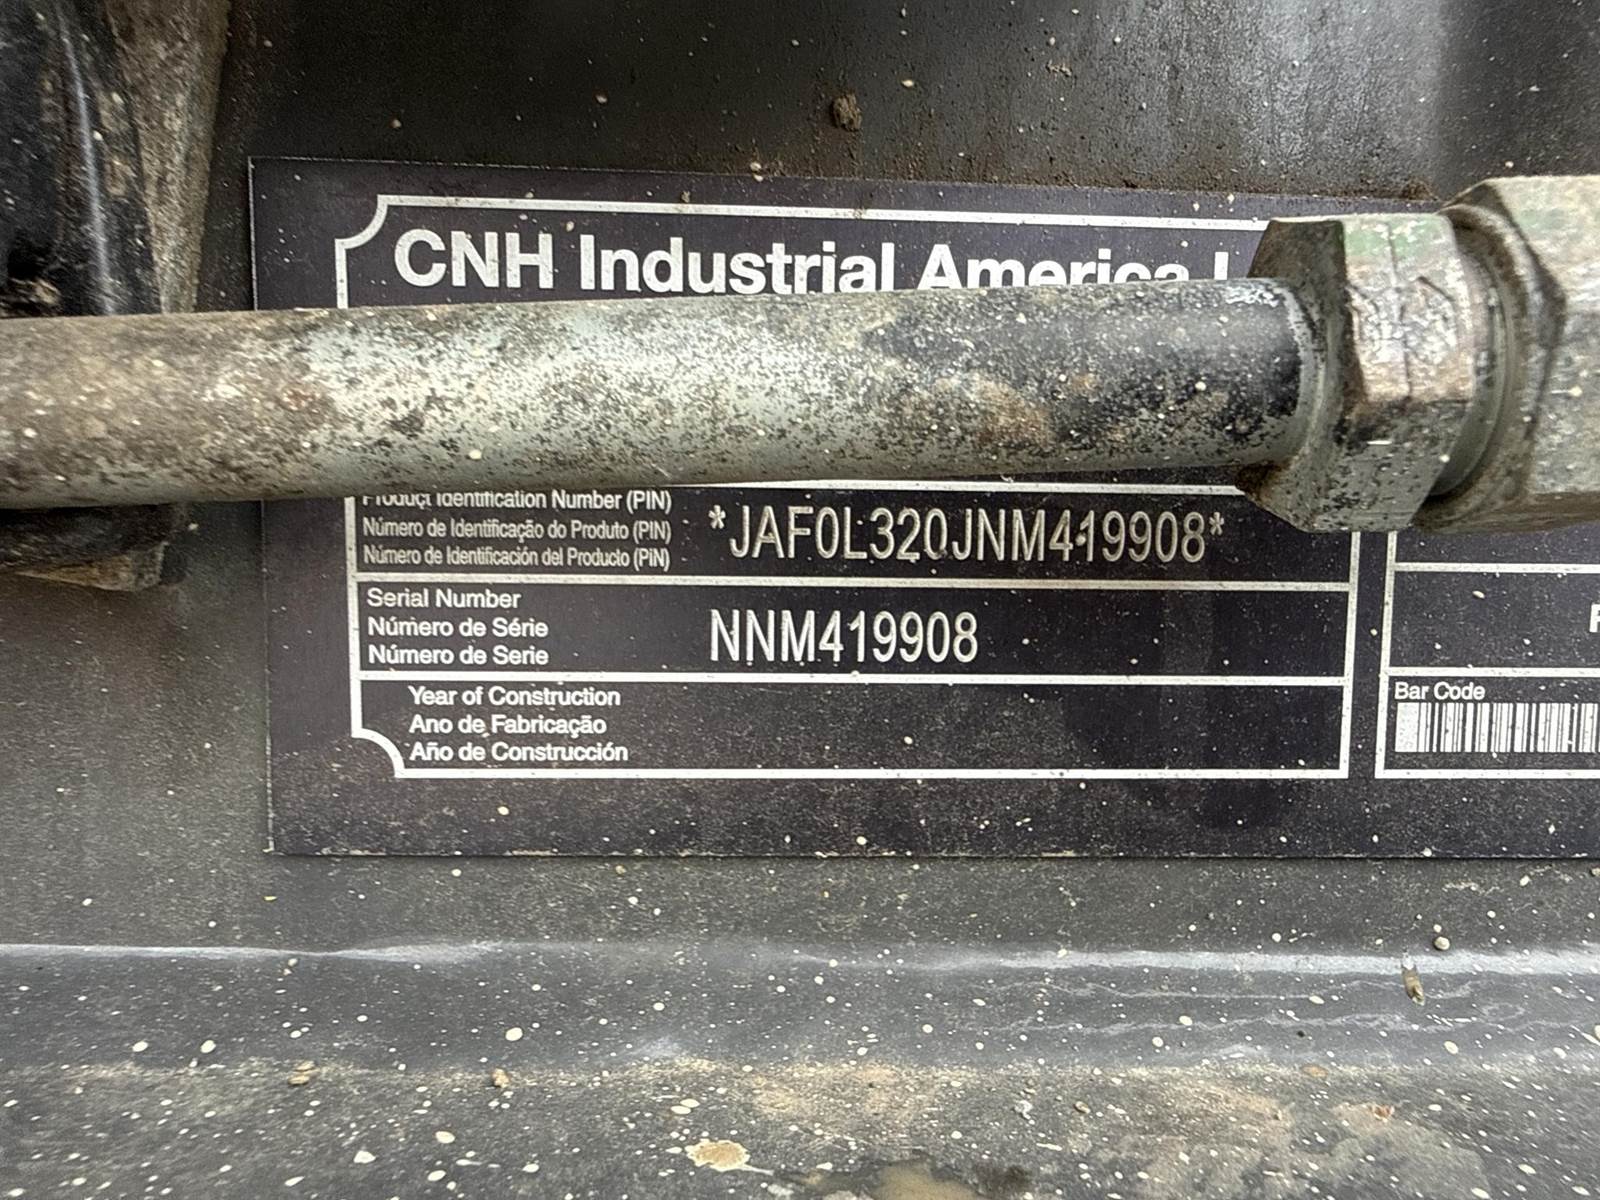 CNH Industrial America
Product Identification Number (PIN)
Número de Identificação do Produto (PIN)
Número de Identificación del Producto (PIN)
*JAF0L320JNM419908*
Serial Number
Número de Série
Número de Serie
NNM419908
Year of Construction
Ano de Fabricação
Año de Construcción
Bar Code